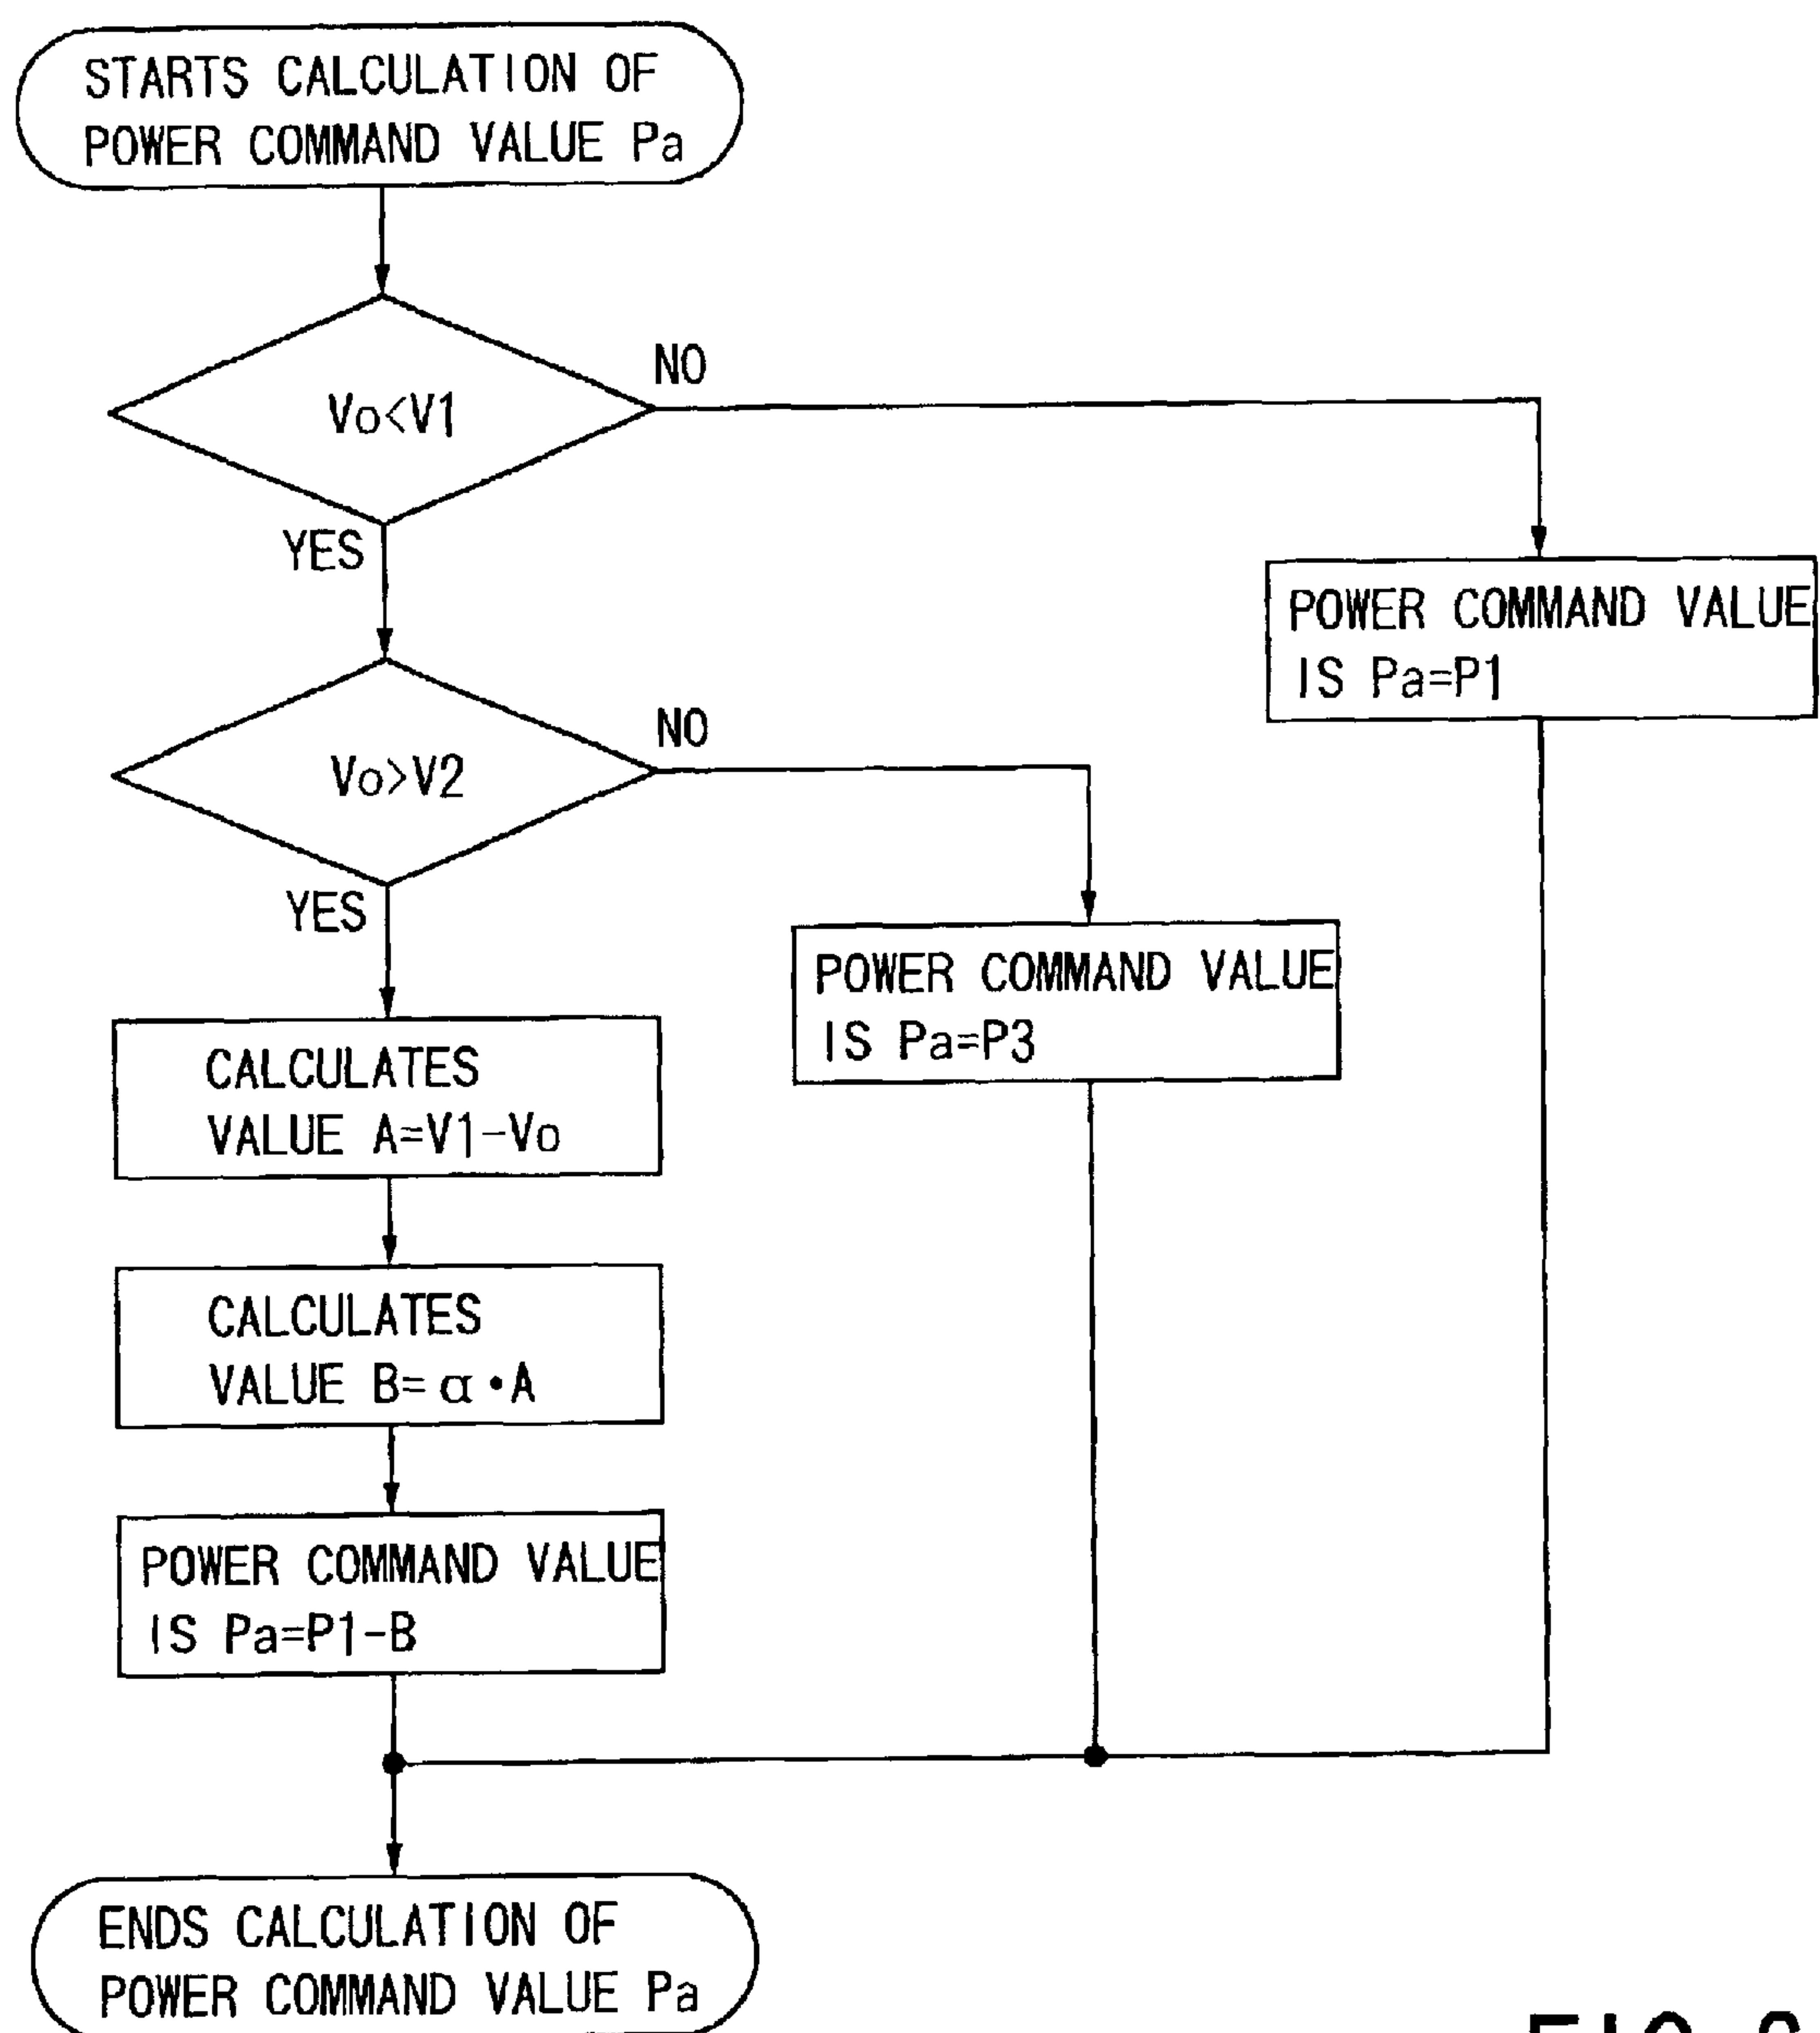 STARTS CALCULATION OF
POWER COMMAND VALUE Pa
Vo<V1
NO
YES
POWER COMMAND VALUE
IS Pa=P1
Vo>V2
NO
YES
POWER COMMAND VALUE
IS Pa=P3
CALCULATES
VALUE A=V1-Vo
CALCULATES
VALUE B=α・A
POWER COMMAND VALUE
IS Pa=P1-B
ENDS CALCULATION OF
POWER COMMAND VALUE Pa